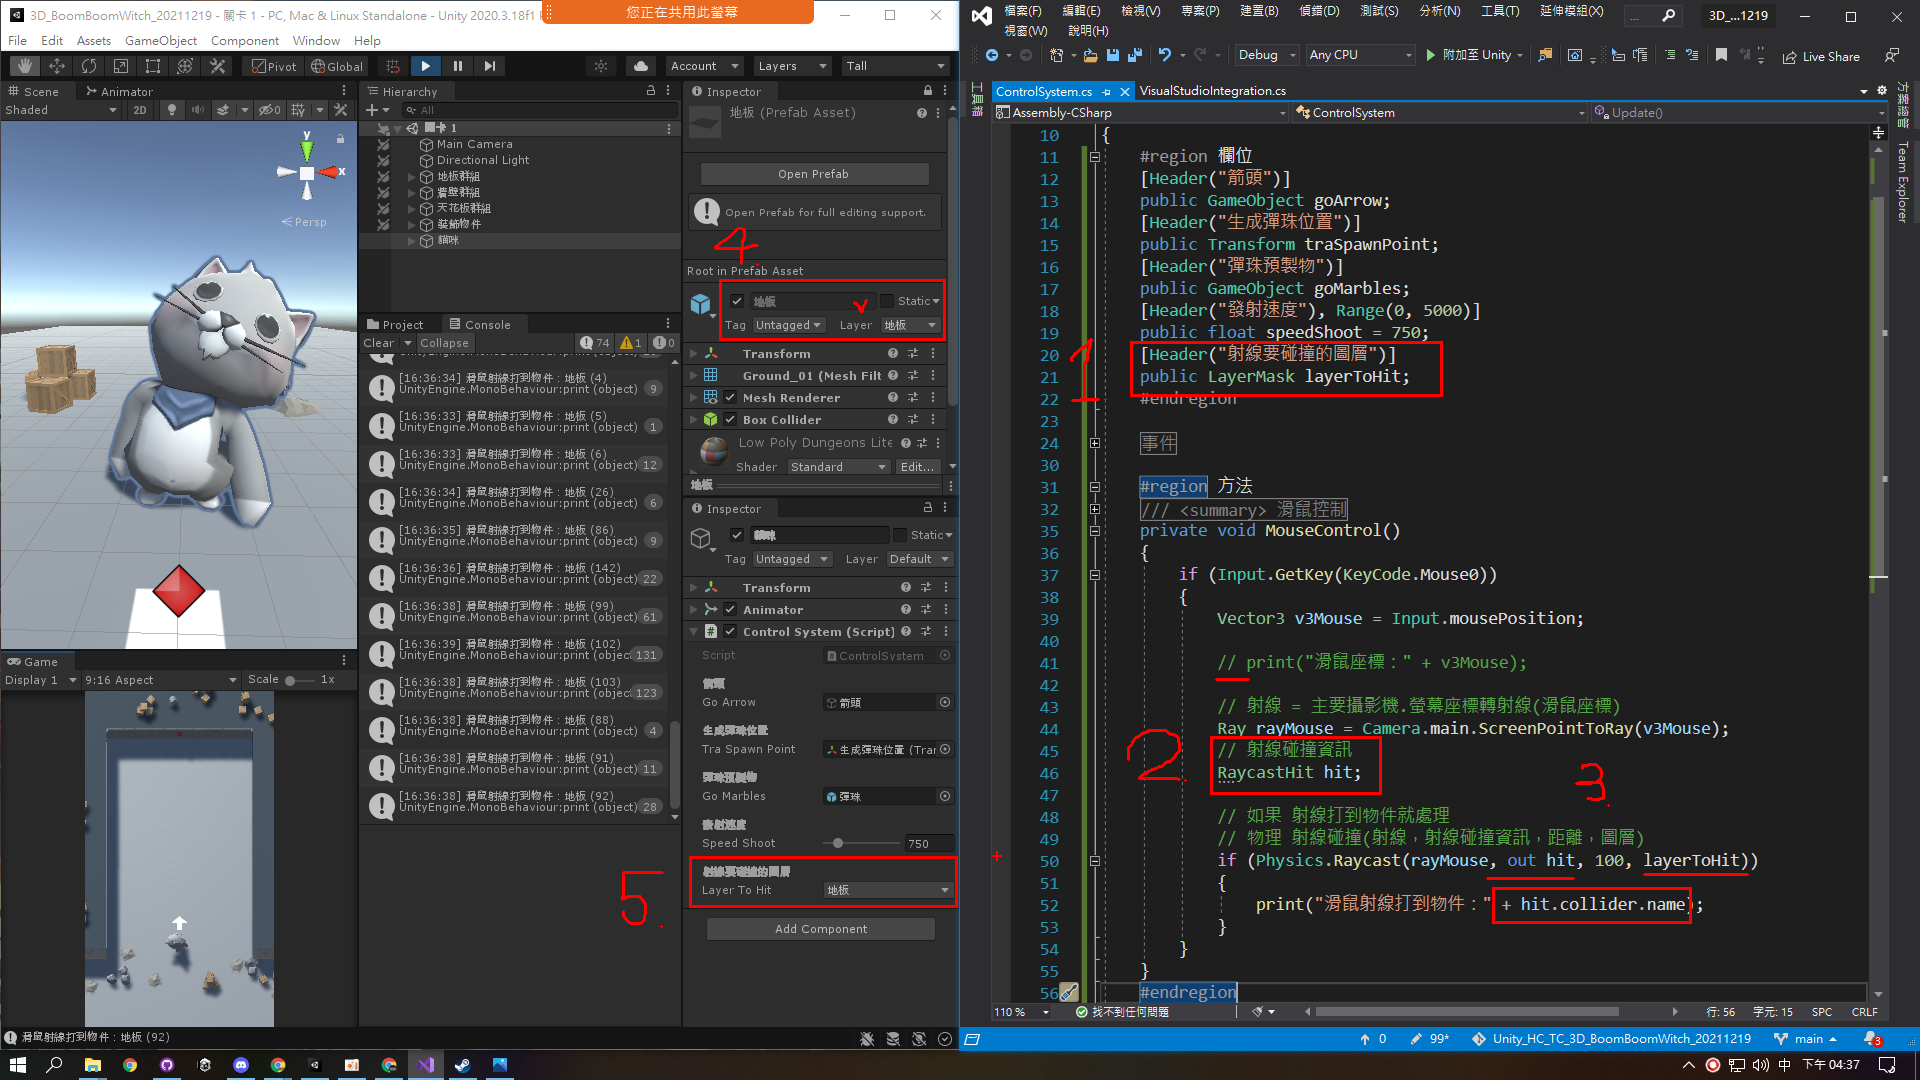 3D_BoomBoomWitch_20211219 - 關卡 1 - PC, Mac & Linux Standalone - Unity 2020.3.18f1
您正在共用此螢幕
File Edit Assets GameObject Component Window Help
Pivot Global Account Layers Tall
Scene Animator
Shaded 2D
Persp
y
x
Game
Display 1 9:16 Aspect Scale 1x
Hierarchy
All
關卡 1
Main Camera
Directional Light
地板群組
牆壁群組
天花板群組
裝飾物件
貓咪
Project Console
Clear Collapse 74 1 0
UnityEngine.MonoBehaviour:print (object)
[16:36:34] 滑鼠射線打到物件：地板 (4)
UnityEngine.MonoBehaviour:print (object) 9
[16:36:33] 滑鼠射線打到物件：地板 (5)
UnityEngine.MonoBehaviour:print (object) 1
[16:36:33] 滑鼠射線打到物件：地板 (6)
UnityEngine.MonoBehaviour:print (object) 12
[16:36:34] 滑鼠射線打到物件：地板 (26)
UnityEngine.MonoBehaviour:print (object) 6
[16:36:35] 滑鼠射線打到物件：地板 (86)
UnityEngine.MonoBehaviour:print (object) 9
[16:36:36] 滑鼠射線打到物件：地板 (142)
UnityEngine.MonoBehaviour:print (object) 22
[16:36:38] 滑鼠射線打到物件：地板 (99)
UnityEngine.MonoBehaviour:print (object) 61
[16:36:39] 滑鼠射線打到物件：地板 (102)
UnityEngine.MonoBehaviour:print (object) 131
[16:36:38] 滑鼠射線打到物件：地板 (103)
UnityEngine.MonoBehaviour:print (object) 123
[16:36:38] 滑鼠射線打到物件：地板 (88)
UnityEngine.MonoBehaviour:print (object) 4
[16:36:38] 滑鼠射線打到物件：地板 (91)
UnityEngine.MonoBehaviour:print (object) 11
[16:36:38] 滑鼠射線打到物件：地板 (92)
UnityEngine.MonoBehaviour:print (object) 28
滑鼠射線打到物件：地板 (92)
Inspector
地板 (Prefab Asset)
Open Prefab
Open Prefab for full editing support.
4.
Root in Prefab Asset
地板 Static
Tag Untagged Layer 地板
Transform
Ground_01 (Mesh Filt
Mesh Renderer
Box Collider
Low Poly Dungeons Lite
Shader Standard Edit...
地板
Inspector
貓咪 Static
Tag Untagged Layer Default
Transform
Animator
Control System (Script)
Script ControlSystem
箭頭
Go Arrow 箭頭
生成彈珠位置
Tra Spawn Point 生成彈珠位置 (Tran
彈珠預製物
Go Marbles 彈珠
發射速度
Speed Shoot 750
射線要碰撞的圖層
Layer To Hit 地板
5.
Add Component
檔案(F) 編輯(E) 檢視(V) 專案(P) 建置(B) 偵錯(D) 測試(S) 分析(N) 工具(T) 延伸模組(X) ... 3D_...1219
視窗(W) 說明(H)
Debug Any CPU 附加至 Unity Live Share
工具箱
ControlSystem.cs VisualStudioIntegration.cs
Assembly-CSharp ControlSystem Update()
方案總管
Team Explorer
10 {
11 #region 欄位
12 [Header("箭頭")]
13 public GameObject goArrow;
14 [Header("生成彈珠位置")]
15 public Transform traSpawnPoint;
16 [Header("彈珠預製物")]
17 public GameObject goMarbles;
18 [Header("發射速度"), Range(0, 5000)]
19 public float speedShoot = 750;
1
20 [Header("射線要碰撞的圖層")]
21 public LayerMask layerToHit;
22 #endregion
23
24 事件
30
31 #region 方法
32 /// <summary> 滑鼠控制
35 private void MouseControl()
36 {
37 if (Input.GetKey(KeyCode.Mouse0))
38 {
39 Vector3 v3Mouse = Input.mousePosition;
40
41 // print("滑鼠座標：" + v3Mouse);
42
43 // 射線 = 主要攝影機.螢幕座標轉射線(滑鼠座標)
44 Ray rayMouse = Camera.main.ScreenPointToRay(v3Mouse);
2.
45 // 射線碰撞資訊
46 RaycastHit hit;
3.
47
48 // 如果 射線打到物件就處理
49 // 物理 射線碰撞(射線，射線碰撞資訊，距離，圖層)
50 if (Physics.Raycast(rayMouse, out hit, 100, layerToHit))
51 {
52 print("滑鼠射線打到物件：" + hit.collider.name);
53 }
54 }
55 }
56 #endregion
110 % 找不到任何問題 行: 56 字元: 15 SPC CRLF
0 99* Unity_HC_TC_3D_BoomBoomWitch_20211219 main 3
中 下午 04:37